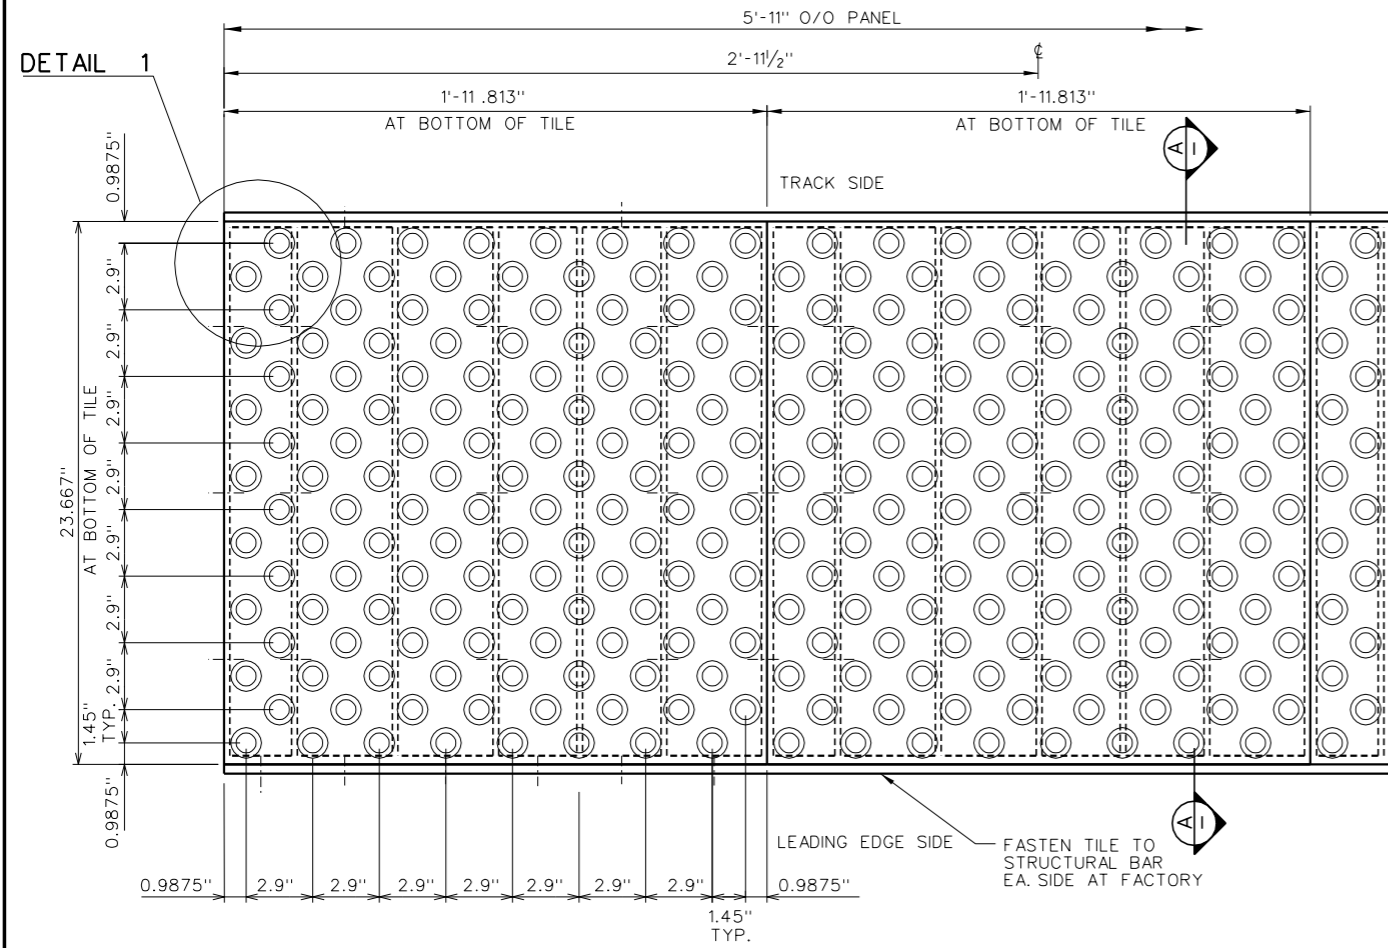 5'-11" O/O PANEL
DETAIL 1
2'-11 1/2"
℄
1'-11 .813"
1'-11.813"
AT BOTTOM OF TILE
AT BOTTOM OF TILE
A
TRACK SIDE
0.9875"
2.9"
2.9"
2.9"
2.9"
2.9"
2.9"
2.9"
1.45"
TYP.
0.9875"
23.667"
AT BOTTOM OF TILE
A
LEADING EDGE SIDE
FASTEN TILE TO
STRUCTURAL BAR
EA. SIDE AT FACTORY
0.9875"
2.9"
2.9"
2.9"
2.9"
2.9"
2.9"
2.9"
0.9875"
1.45"
TYP.